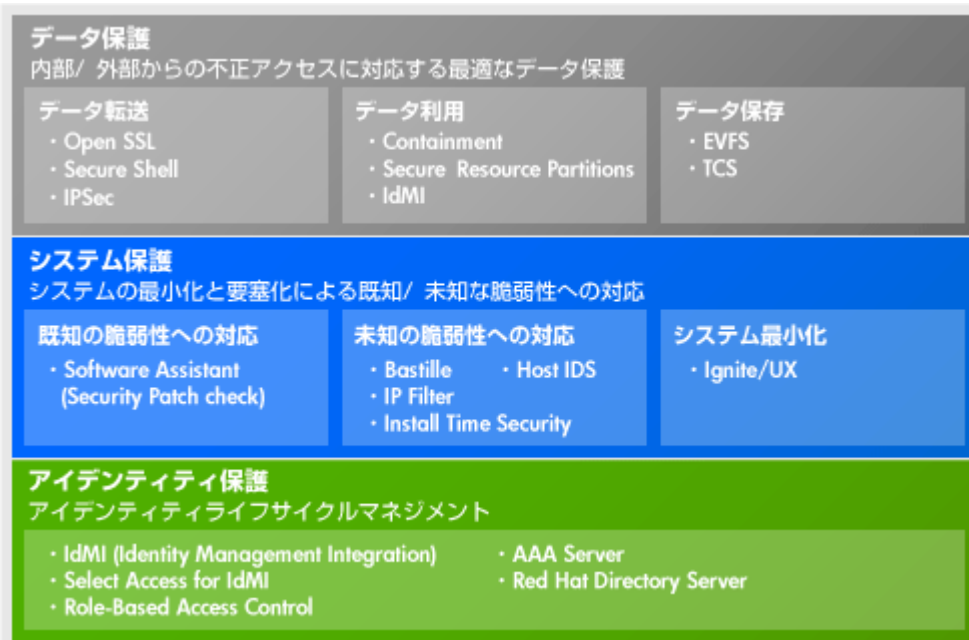 データ保護
内部/ 外部からの不正アクセスに対応する最適なデータ保護
データ転送
・Open SSL
・Secure Shell
・IPSec
データ利用
・Containment
・Secure Resource Partitions
・IdMI
データ保存
・EVFS
・TCS
システム保護
システムの最小化と要塞化による既知/ 未知な脆弱性への対応
既知の脆弱性への対応
・Software Assistant
(Security Patch check)
未知の脆弱性への対応
・Bastille ・Host IDS
・IP Filter
・Install Time Security
システム最小化
・Ignite/UX
アイデンティティ保護
アイデンティティライフサイクルマネジメント
・IdMI (Identity Management Integration)
・Select Access for IdMI
・Role-Based Access Control
・AAA Server
・Red Hat Directory Server